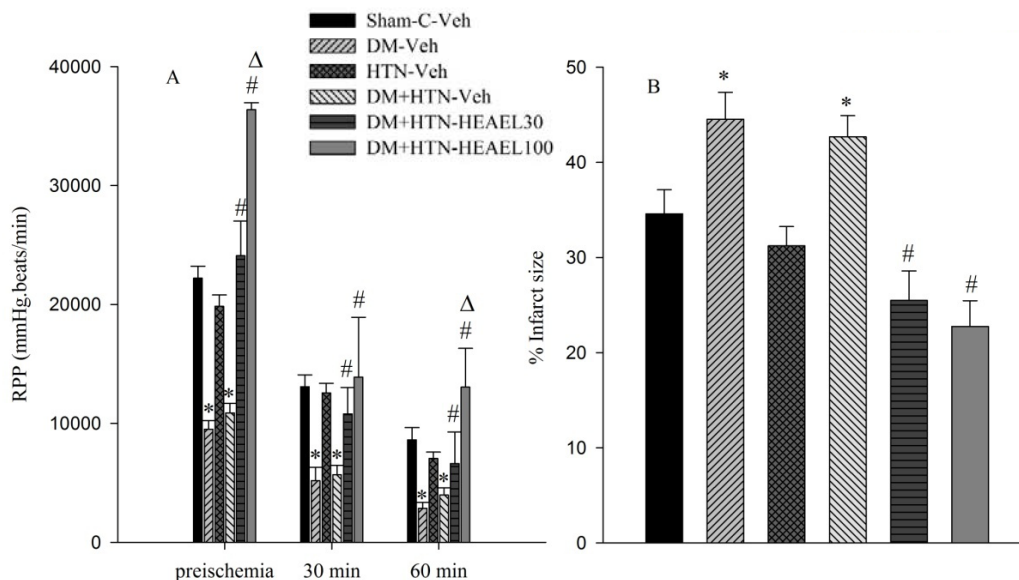 Sham-C-Veh
DM-Veh
HTN-Veh
DM+HTN-Veh
DM+HTN-HEAEL30
DM+HTN-HEAEL100
A
RPP (mmHg.beats/min)
40000
30000
20000
10000
0
* * # # Δ
* * # #
* * # # Δ
preischemia 30 min 60 min
B
% Infarct size
50
40
30
20
10
0
* * # #